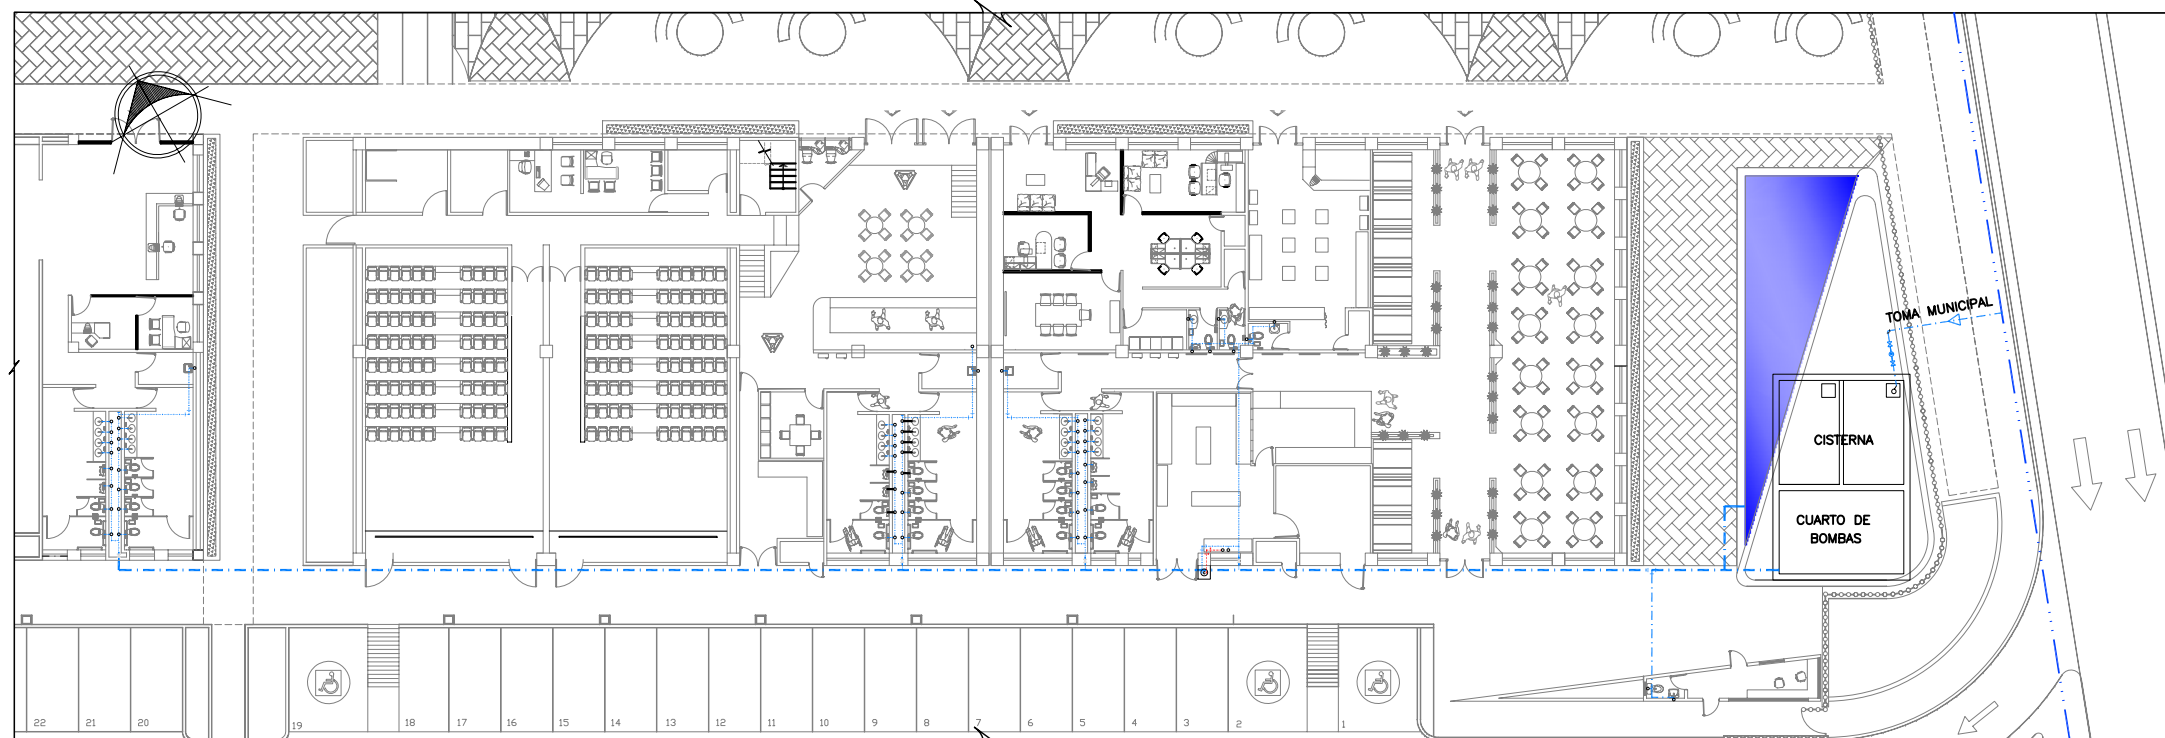 TOMA MUNICIPAL
CISTERNA
CUARTO DE
BOMBAS
22 21 20 19 18 17 16 15 14 13 12 11 10 9 8 7 6 5 4 3 2 1